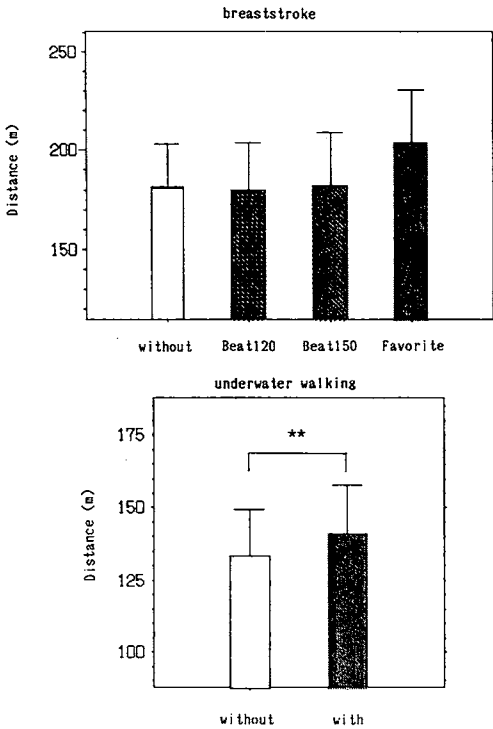 breaststroke
250
200
150
Distance (m)
without Beat120 Beat150 Favorite
underwater walking
175
150
125
100
Distance (m)
**
without with